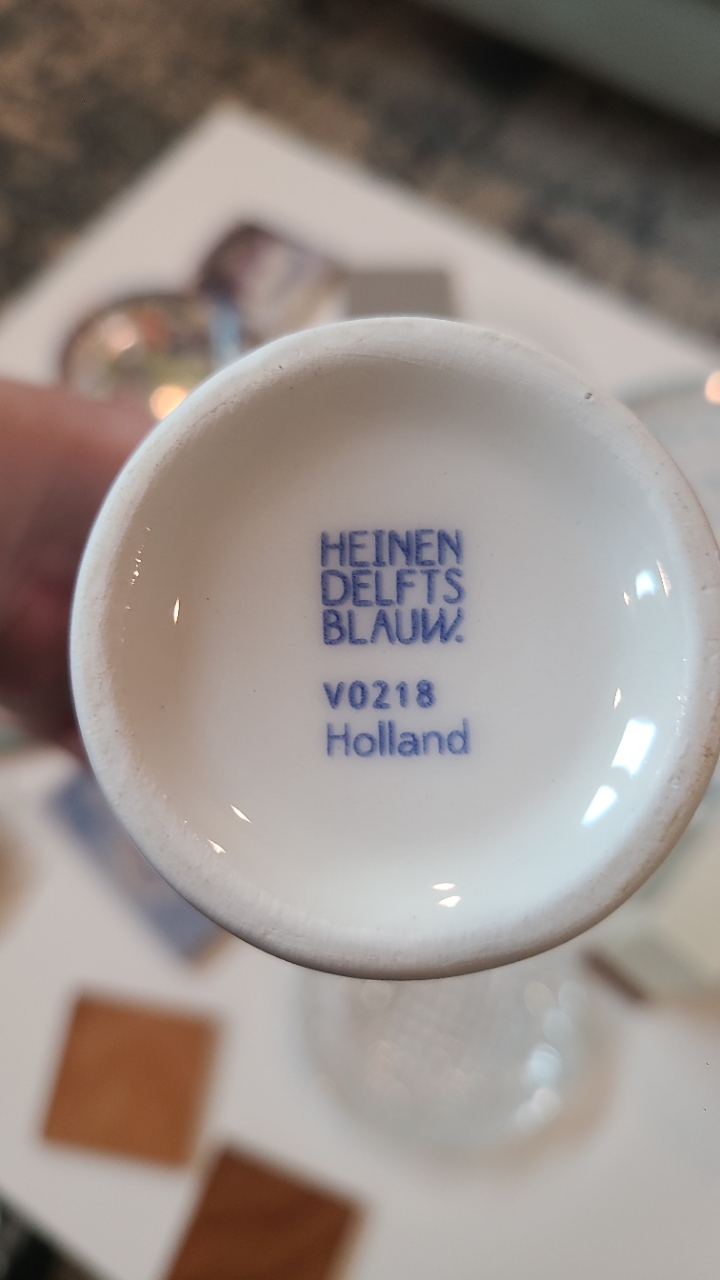 HEINEN
DELFTS
BLAUW.
V0218
Holland